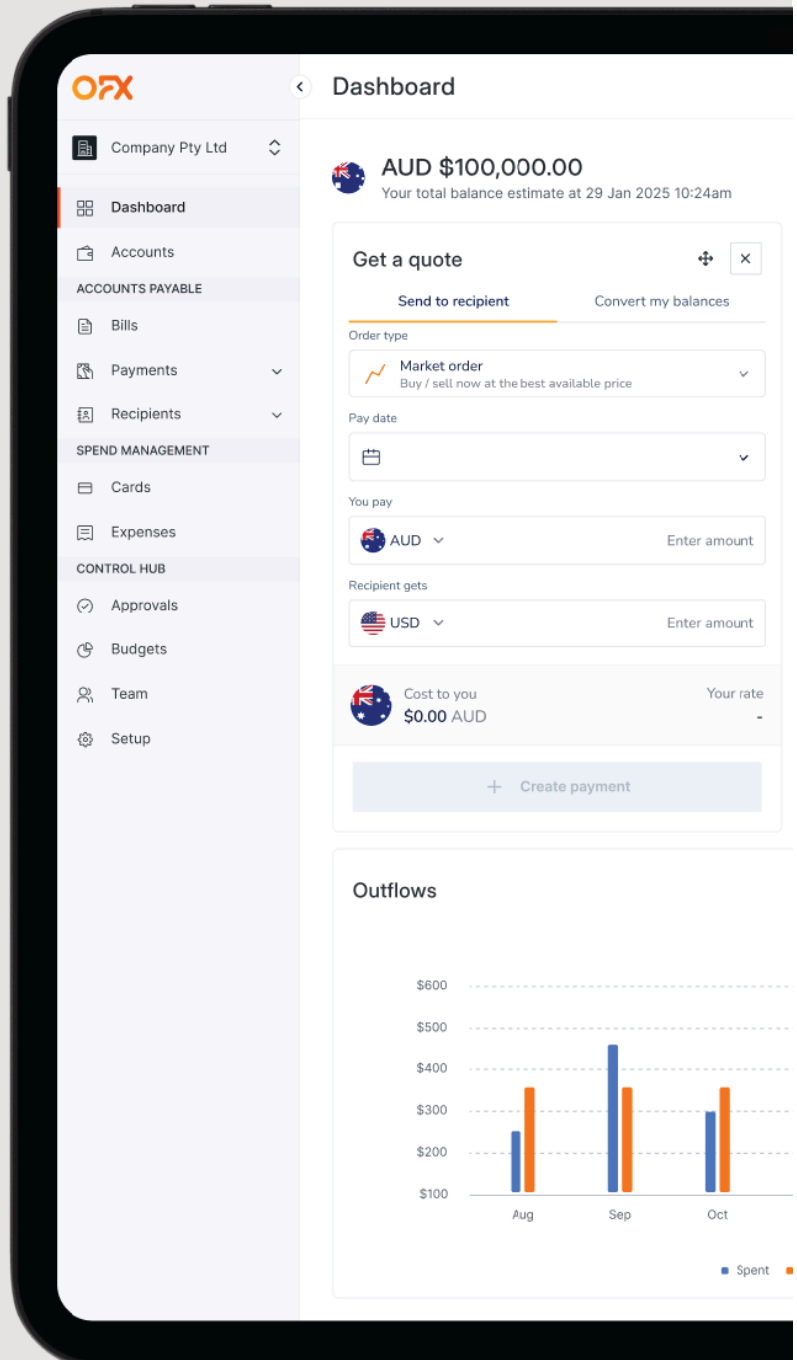 OFX
Company Pty Ltd
Dashboard
Accounts
ACCOUNTS PAYABLE
Bills
Payments
Recipients
SPEND MANAGEMENT
Cards
Expenses
CONTROL HUB
Approvals
Budgets
Team
Setup
Dashboard
AUD $100,000.00
Your total balance estimate at 29 Jan 2025 10:24am
Get a quote
Send to recipient
Convert my balances
Order type
Market order
Buy / sell now at the best available price
Pay date
You pay
AUD
Enter amount
Recipient gets
USD
Enter amount
Cost to you
Your rate
$0.00 AUD
-
+ Create payment
Outflows
$600
$500
$400
$300
$200
$100
Aug
Sep
Oct
Spent